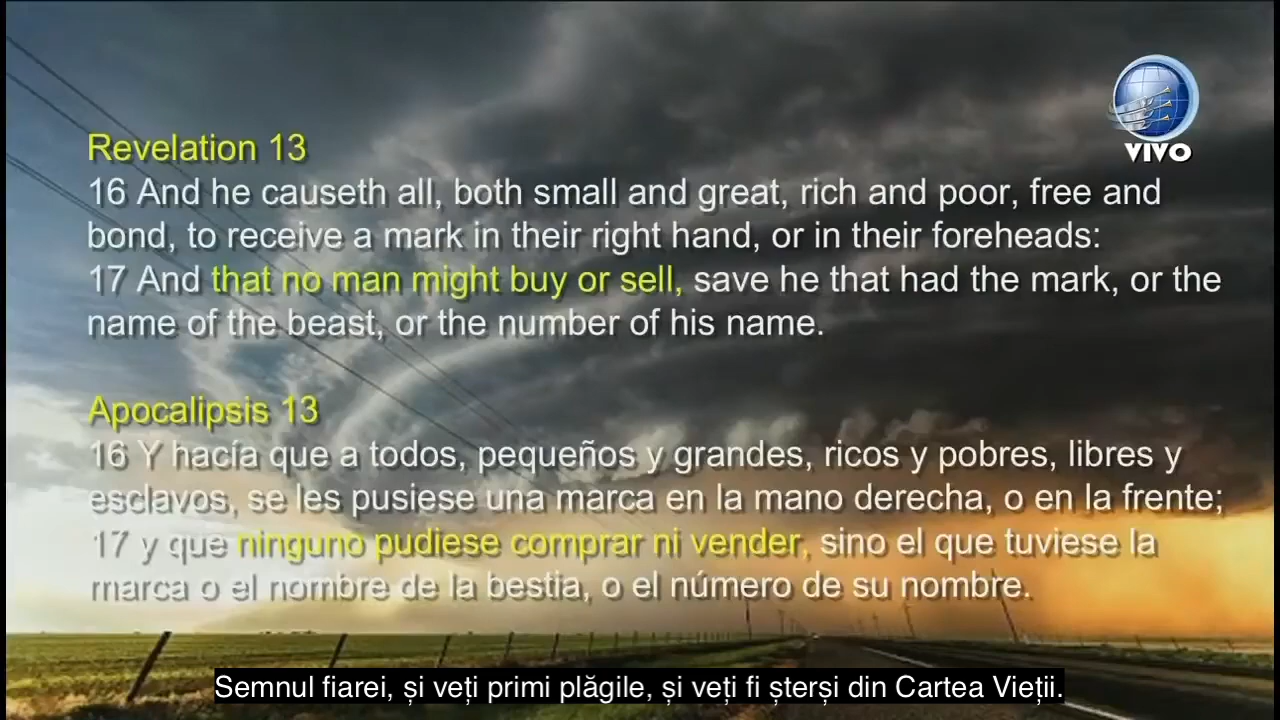 VIVO
Revelation 13
16 And he causeth all, both small and great, rich and poor, free and
bond, to receive a mark in their right hand, or in their foreheads:
17 And that no man might buy or sell, save he that had the mark, or the
name of the beast, or the number of his name.
Apocalipsis 13
16 Y hacía que a todos, pequeños y grandes, ricos y pobres, libres y
esclavos, se les pusiese una marca en la mano derecha, o en la frente;
17 y que ninguno pudiese comprar ni vender, sino el que tuviese la
marca o el nombre de la bestia, o el número de su nombre.
Semnul fiarei, și veți primi plăgile, și veți fi șterși din Cartea Vieții.